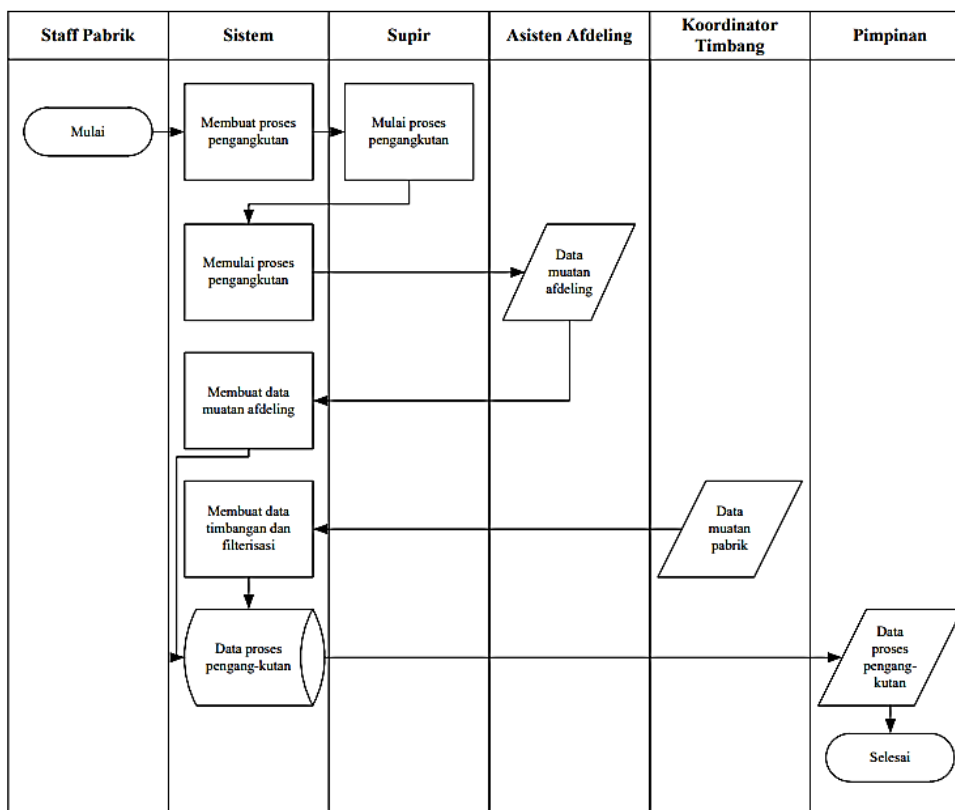 Staff Pabrik
Sistem
Supir
Asisten Afdeling
Koordinator
Timbang
Pimpinan
Mulai
Membuat proses
pengangkutan
Mulai proses
pengangkutan
Memulai proses
pengangkutan
Data
muatan
afdeling
Membuat data
muatan afdeling
Membuat data
timbangan dan
filterisasi
Data
muatan
pabrik
Data proses
pengang-kutan
Data
proses
pengang-
kutan
Selesai